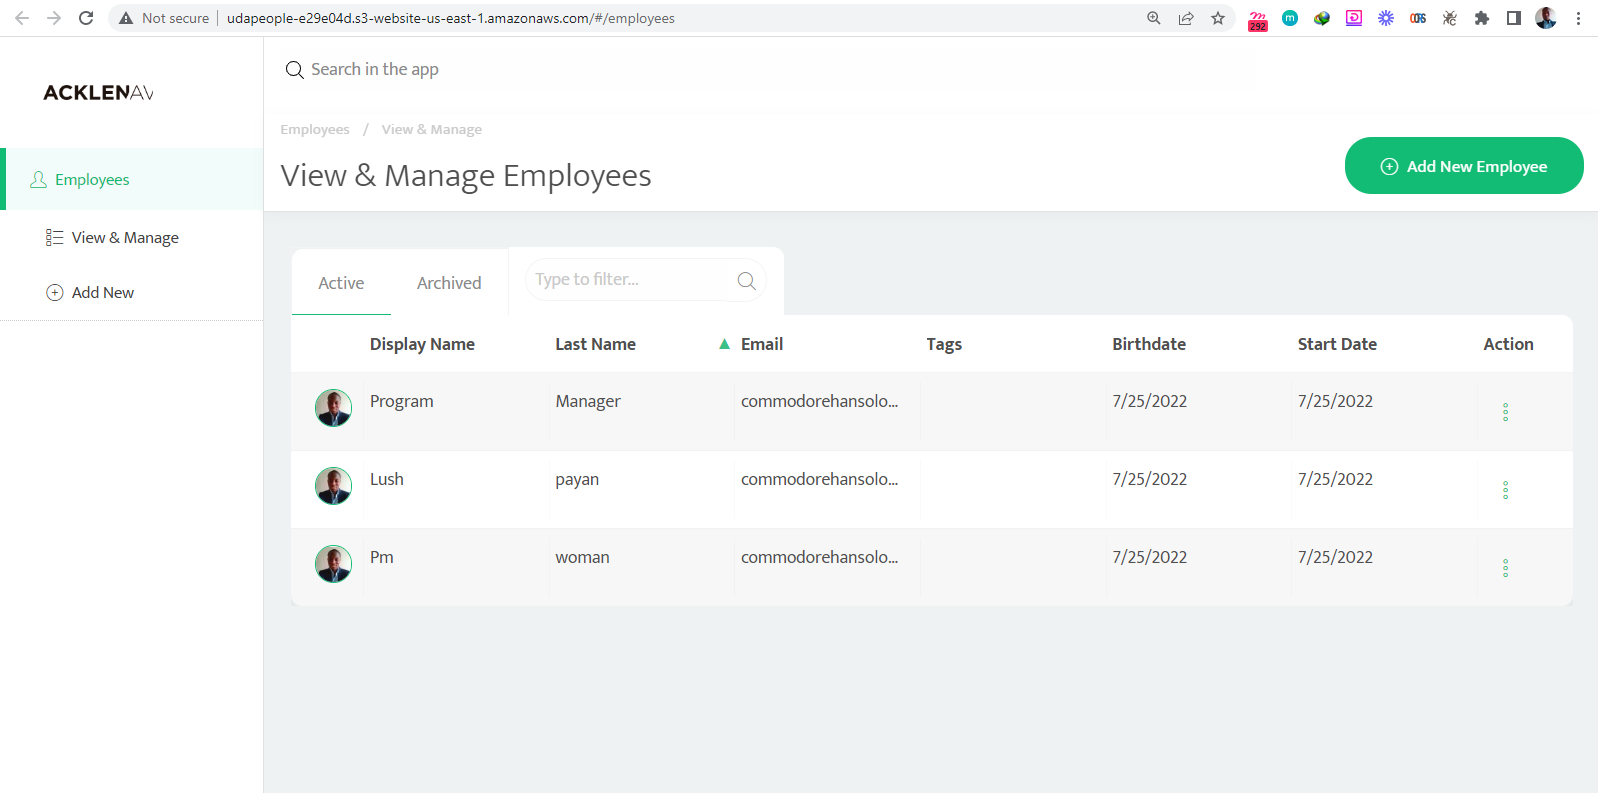 Not secure | udapeople-e29e04d.s3-website-us-east-1.amazonaws.com/#/employees
292
ACKLENAV
Search in the app
Employees / View & Manage
View & Manage Employees
Add New Employee
Employees
View & Manage
Add New
Active Archived Type to filter...
Display Name Last Name ▲ Email Tags Birthdate Start Date Action
Program Manager commodorehansolo... 7/25/2022 7/25/2022
Lush payan commodorehansolo... 7/25/2022 7/25/2022
Pm woman commodorehansolo... 7/25/2022 7/25/2022